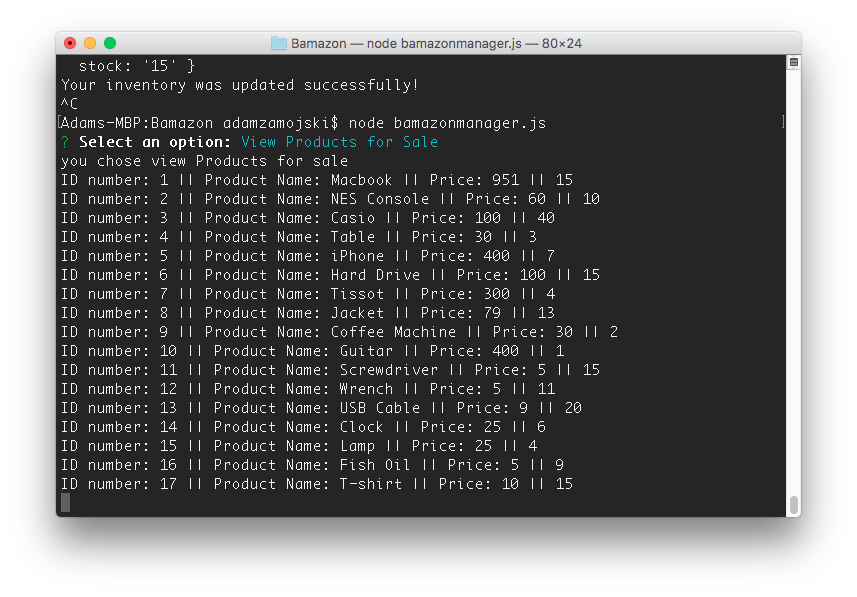 Bamazon — node bamazonmanager.js — 80×24
stock: '15' }
Your inventory was updated successfully!
^C
[Adams-MBP:Bamazon adamzamojski$ node bamazonmanager.js ]
? Select an option: View Products for Sale
you chose view Products for sale
ID number: 1 || Product Name: Macbook || Price: 951 || 15
ID number: 2 || Product Name: NES Console || Price: 60 || 10
ID number: 3 || Product Name: Casio || Price: 100 || 40
ID number: 4 || Product Name: Table || Price: 30 || 3
ID number: 5 || Product Name: iPhone || Price: 400 || 7
ID number: 6 || Product Name: Hard Drive || Price: 100 || 15
ID number: 7 || Product Name: Tissot || Price: 300 || 4
ID number: 8 || Product Name: Jacket || Price: 79 || 13
ID number: 9 || Product Name: Coffee Machine || Price: 30 || 2
ID number: 10 || Product Name: Guitar || Price: 400 || 1
ID number: 11 || Product Name: Screwdriver || Price: 5 || 15
ID number: 12 || Product Name: Wrench || Price: 5 || 11
ID number: 13 || Product Name: USB Cable || Price: 9 || 20
ID number: 14 || Product Name: Clock || Price: 25 || 6
ID number: 15 || Product Name: Lamp || Price: 25 || 4
ID number: 16 || Product Name: Fish Oil || Price: 5 || 9
ID number: 17 || Product Name: T-shirt || Price: 10 || 15